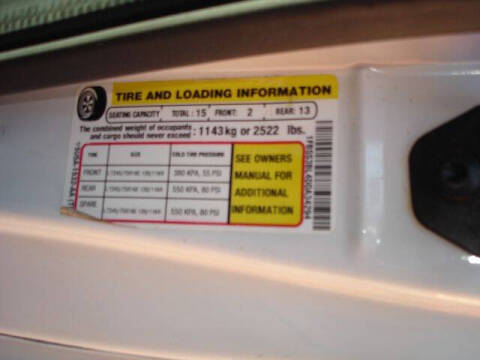 TIRE AND LOADING INFORMATION
SEATING CAPACITY TOTAL: 15 FRONT: 2 REAR: 13
The combined weight of occupants and cargo should never exceed: 1143 kg or 2522 lbs.
TIRE SIZE COLD TIRE PRESSURE
FRONT 380 KPA, 55 PSI
REAR 550 KPA, 80 PSI
SPARE 550 KPA, 80 PSI
SEE OWNERS
MANUAL FOR
ADDITIONAL
INFORMATION